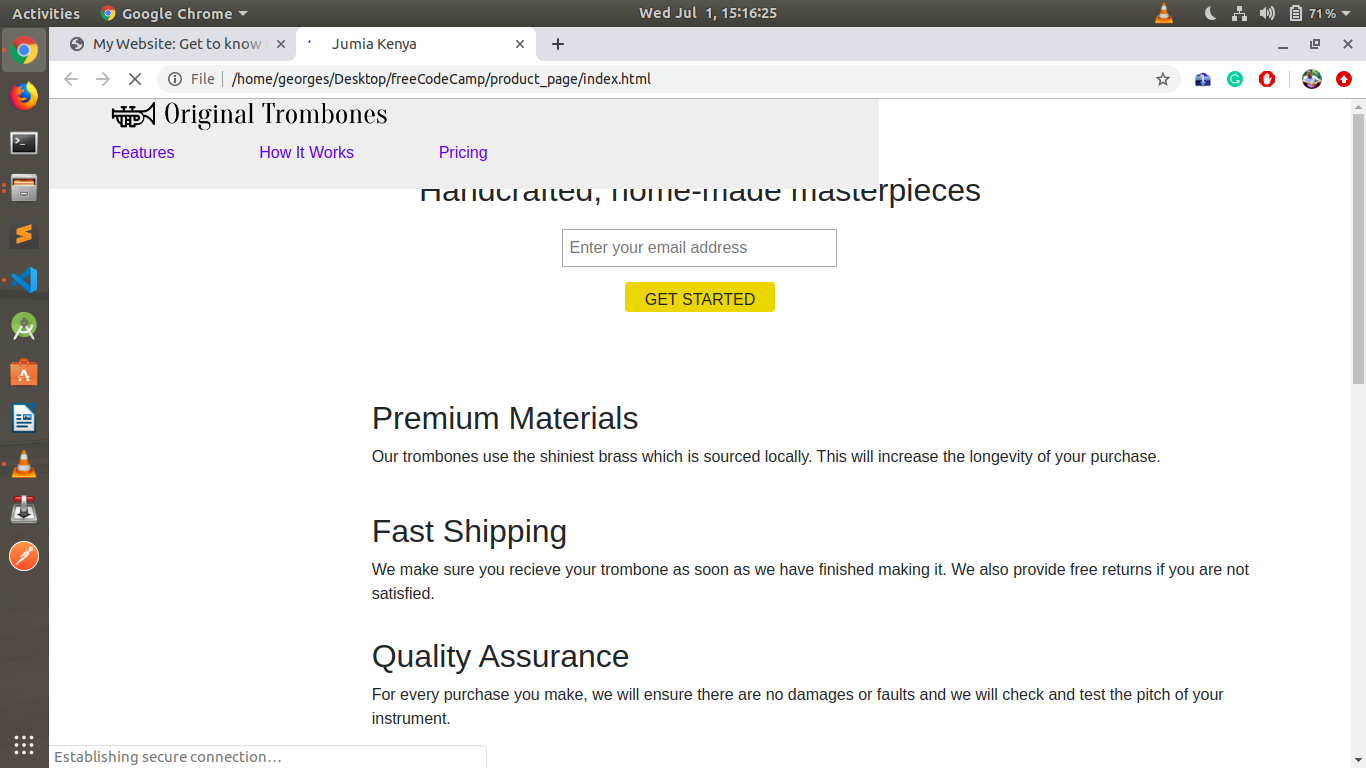 Activities
Google Chrome
Wed Jul 1, 15:16:25
71%
My Website: Get to know
Jumia Kenya
File
/home/georges/Desktop/freeCodeCamp/product_page/index.html
Original Trombones
Features
How It Works
Pricing
Handcrafted, home-made masterpieces
Enter your email address
GET STARTED
Premium Materials
Our trombones use the shiniest brass which is sourced locally. This will increase the longevity of your purchase.
Fast Shipping
We make sure you recieve your trombone as soon as we have finished making it. We also provide free returns if you are not
satisfied.
Quality Assurance
For every purchase you make, we will ensure there are no damages or faults and we will check and test the pitch of your
instrument.
Establishing secure connection…